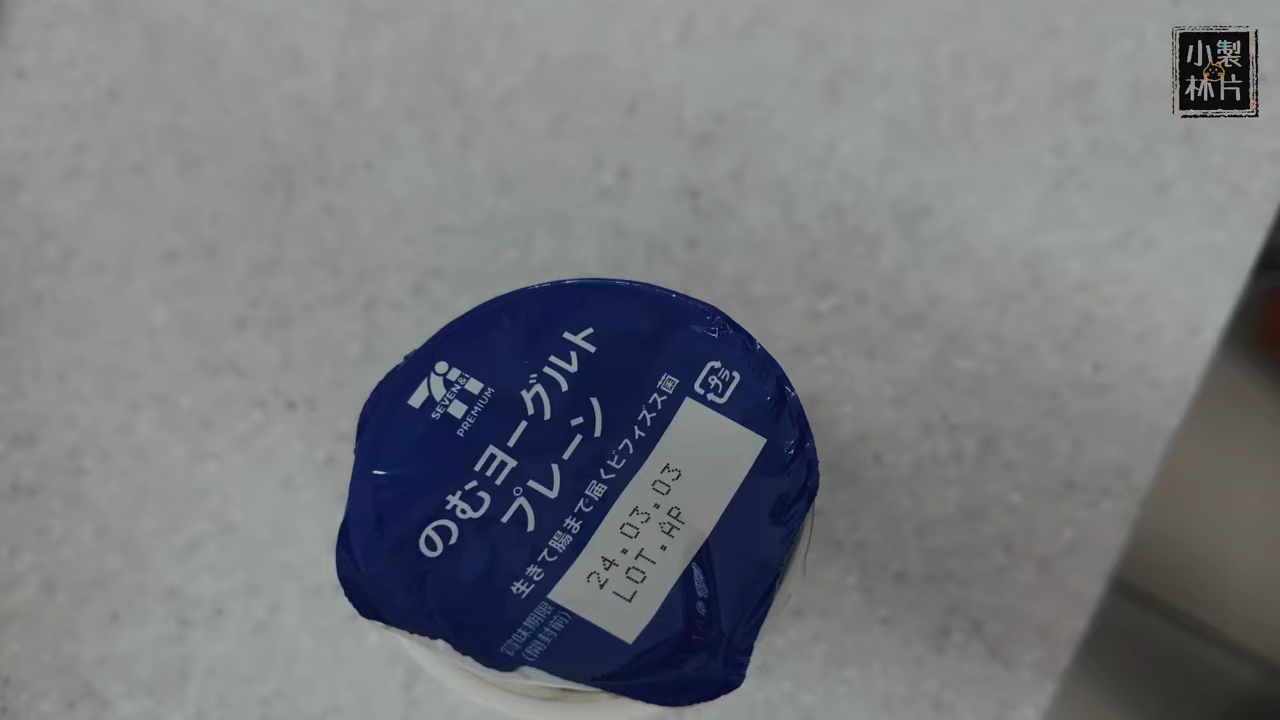 小製
林片
SEVEN&i
PREMIUM
のむヨーグルト
プレーン
生きて腸まで届くビフィズス菌
プラ
24.03.03
LOT.AP
賞味期限
(開封前)